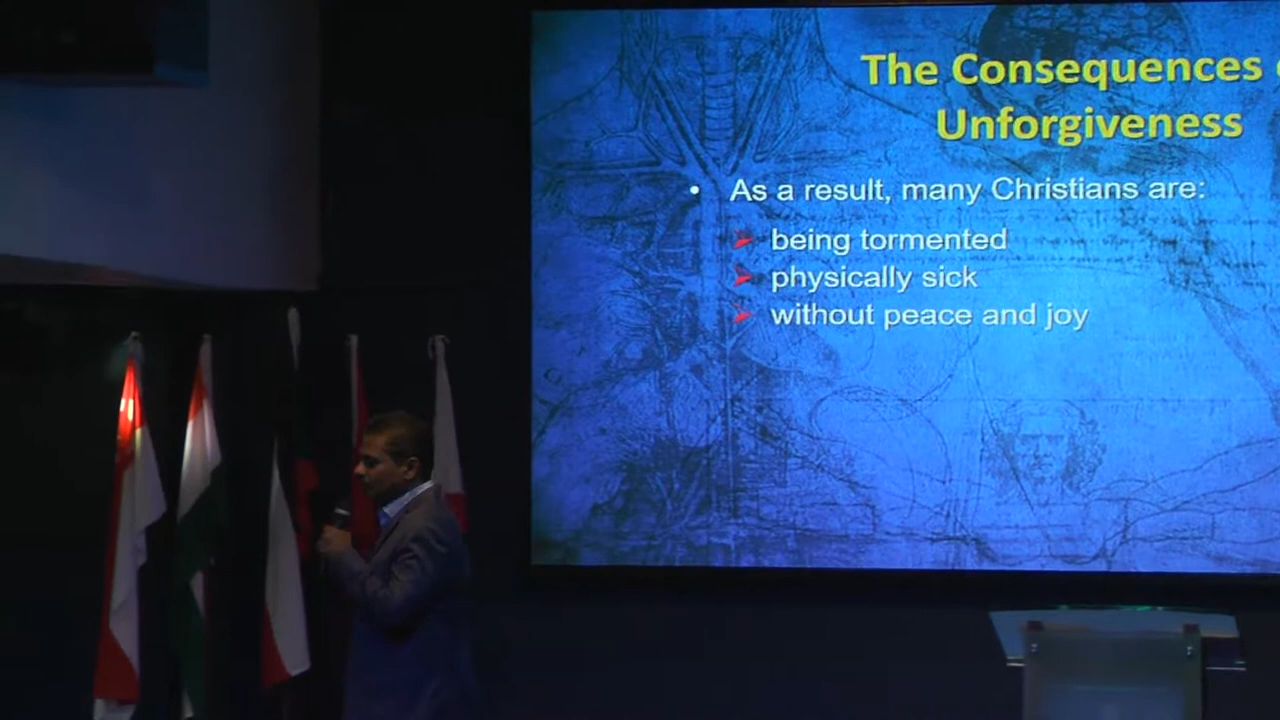 The Consequences
Unforgiveness
• As a result, many Christians are:
➢ being tormented
➢ physically sick
➢ without peace and joy